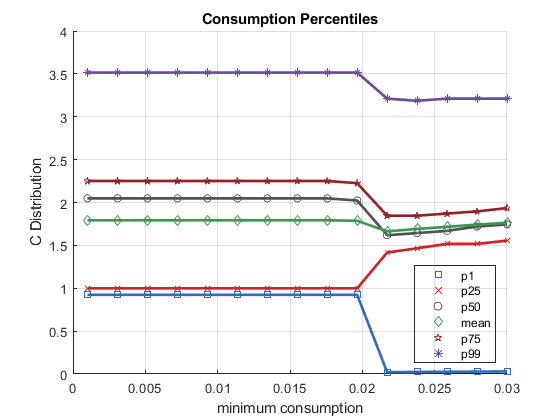 Consumption Percentiles
4
3.5
3
2.5
2
1.5
1
0.5
0
C Distribution
p1
p25
p50
mean
p75
p99
0 0.005 0.01 0.015 0.02 0.025 0.03
minimum consumption